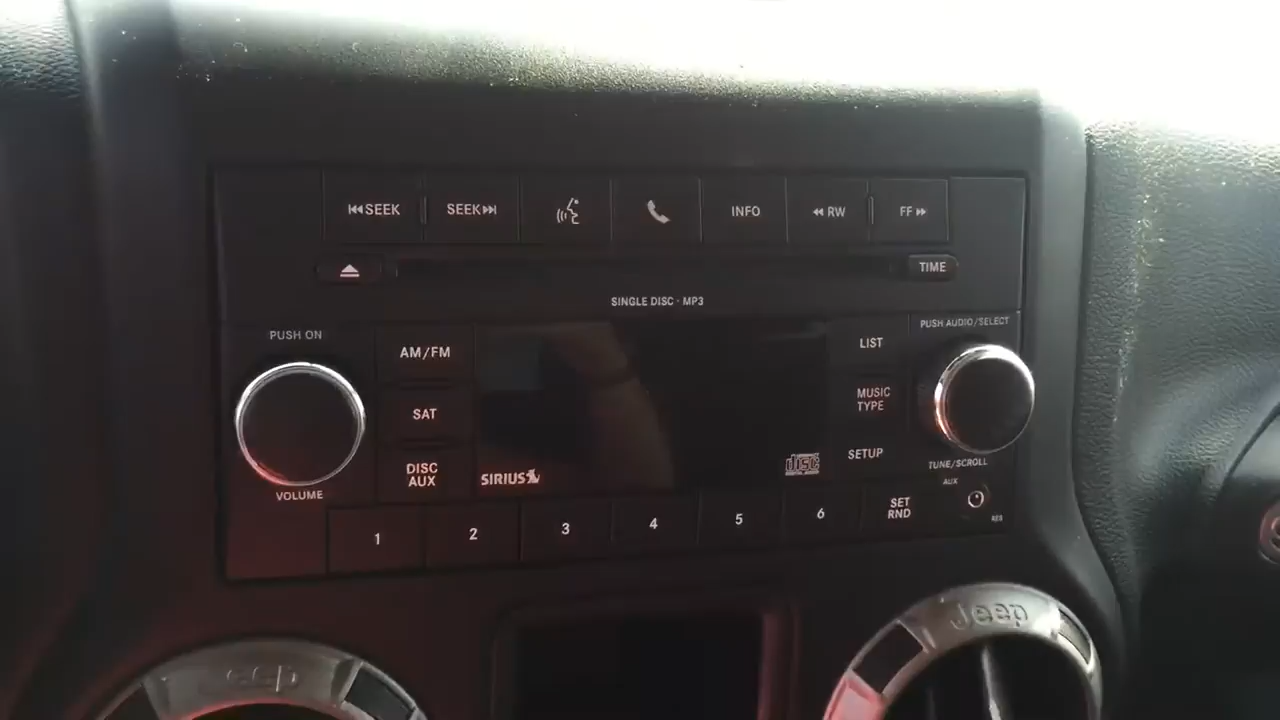 SEEK
SEEK
INFO
RW
FF
TIME
SINGLE DISC · MP3
PUSH ON
PUSH AUDIO/SELECT
AM/FM
LIST
SAT
MUSIC
TYPE
DISC
AUX
SETUP
SIRIUS
disc
TUNE/SCROLL
VOLUME
AUX
SET
RND
1
2
3
4
5
6
Jeep
Jeep